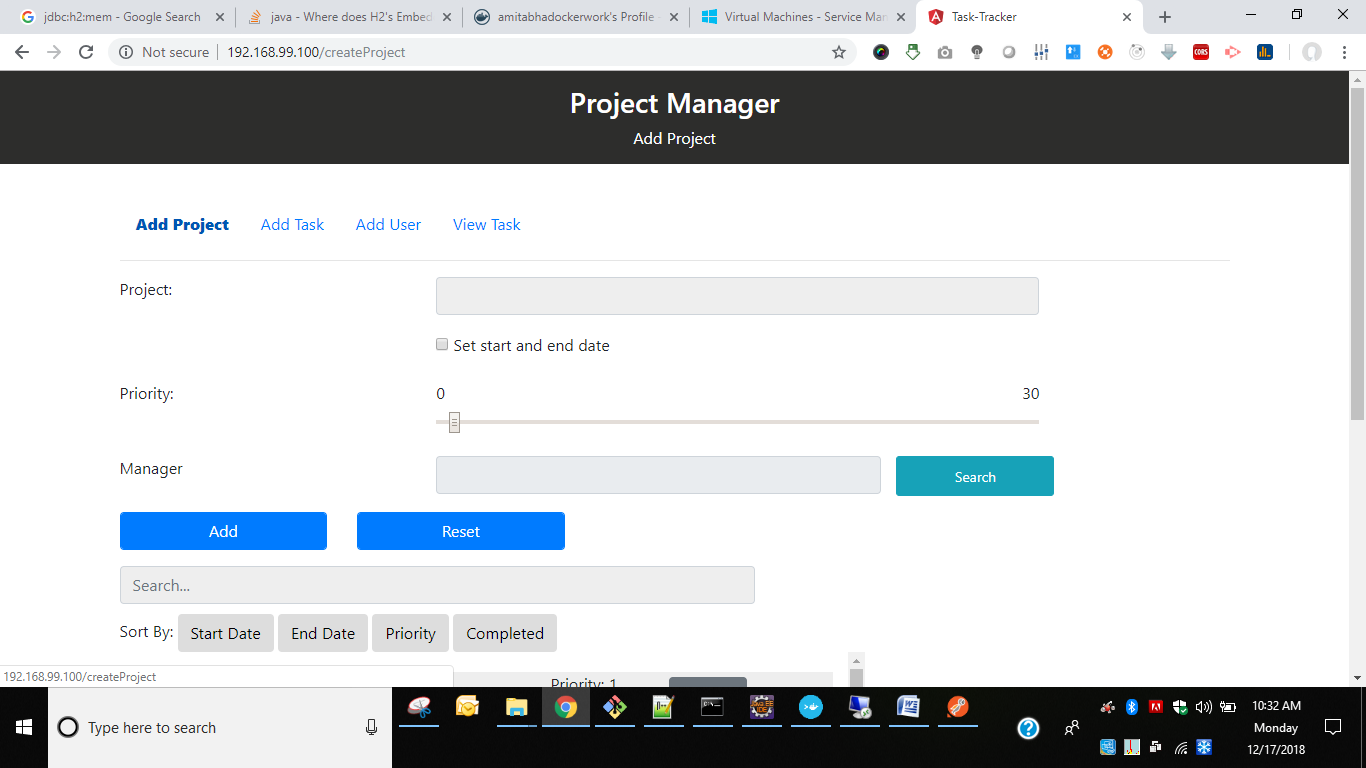 jdbc:h2:mem - Google Search
java - Where does H2's Embed
amitabhadockerwork's Profile -
Virtual Machines - Service Man
Task-Tracker
Not secure 192.168.99.100/createProject
CORS
Project Manager
Add Project
Add Project Add Task Add User View Task
Project:
Set start and end date
Priority: 0 30
Manager Search
Add Reset
Search...
Sort By: Start Date End Date Priority Completed
192.168.99.100/createProject
Priority: 1
Type here to search
10:32 AM
Monday
12/17/2018